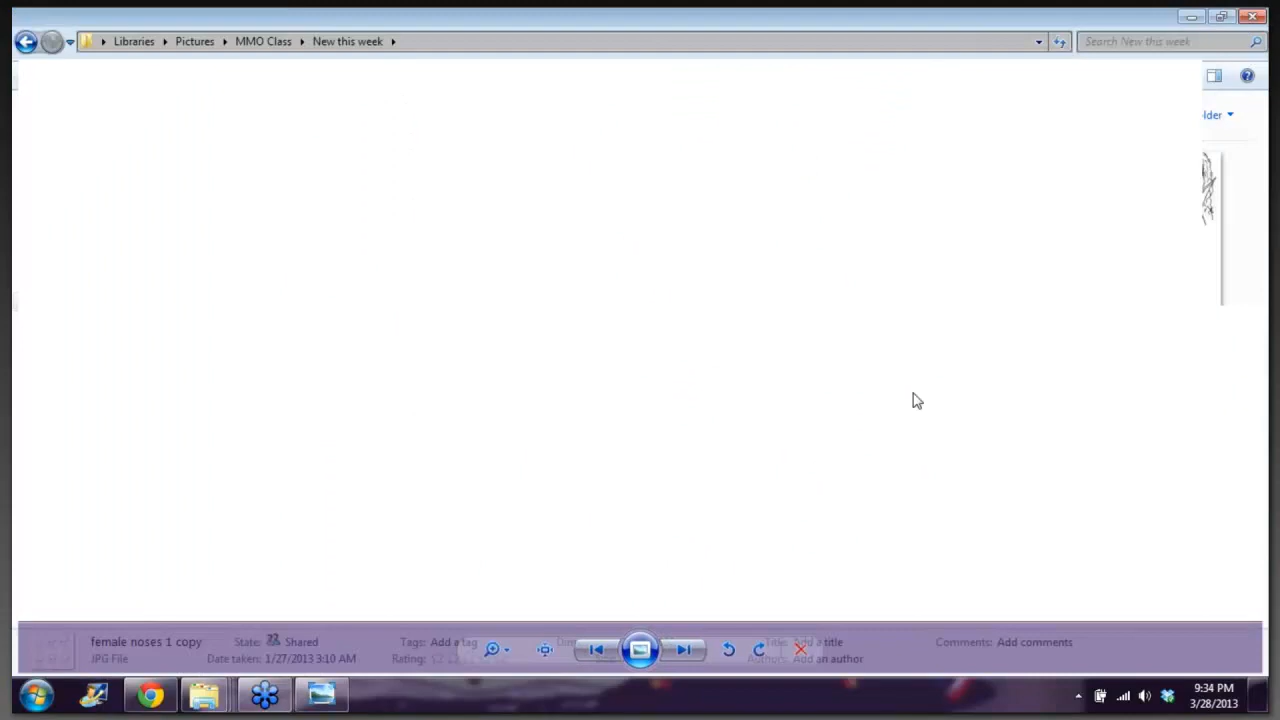 Libraries Pictures MMO Class New this week
Search New this week
lder
female noses 1 copy State: Shared Tags: Add a tag Title: Add a title Comments: Add comments
JPG File Date taken: 1/27/2013 3:10 AM Rating: Authors: Add an author
9:34 PM
3/28/2013